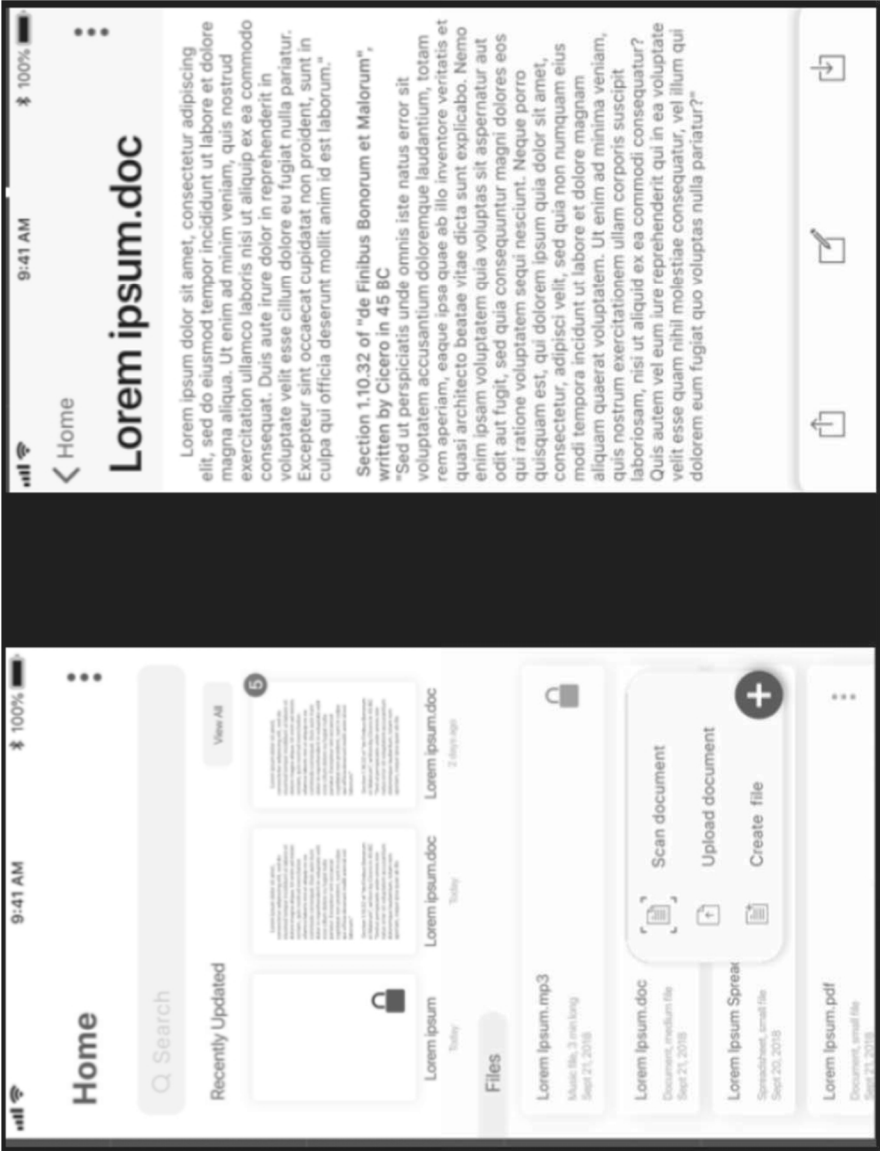 9:41 AM
100%
Home
Search
Recently Updated
View All
5
Lorem ipsum
Today
Lorem ipsum.doc
Today
Lorem ipsum.doc
2 days ago
Files
Lorem Ipsum.mp3
Music file, 3 min long
Sept 21, 2018
Lorem Ipsum.doc
Document, medium file
Sept 21, 2018
Lorem Ipsum Spread
Spreadsheet, small file
Sept 20, 2018
Lorem Ipsum.pdf
Document, small file
Sept 21, 2018
Scan document
Upload document
Create file
9:41 AM
100%
Home
Lorem ipsum.doc
Lorem ipsum dolor sit amet, consectetur adipiscing
elit, sed do eiusmod tempor incididunt ut labore et dolore
magna aliqua. Ut enim ad minim veniam, quis nostrud
exercitation ullamco laboris nisi ut aliquip ex ea commodo
consequat. Duis aute irure dolor in reprehenderit in
voluptate velit esse cillum dolore eu fugiat nulla pariatur.
Excepteur sint occaecat cupidatat non proident, sunt in
culpa qui officia deserunt mollit anim id est laborum."
Section 1.10.32 of "de Finibus Bonorum et Malorum",
written by Cicero in 45 BC
"Sed ut perspiciatis unde omnis iste natus error sit
voluptatem accusantium doloremque laudantium, totam
rem aperiam, eaque ipsa quae ab illo inventore veritatis et
quasi architecto beatae vitae dicta sunt explicabo. Nemo
enim ipsam voluptatem quia voluptas sit aspernatur aut
odit aut fugit, sed quia consequuntur magni dolores eos
qui ratione voluptatem sequi nesciunt. Neque porro
quisquam est, qui dolorem ipsum quia dolor sit amet,
consectetur, adipisci velit, sed quia non numquam eius
modi tempora incidunt ut labore et dolore magnam
aliquam quaerat voluptatem. Ut enim ad minima veniam,
quis nostrum exercitationem ullam corporis suscipit
laboriosam, nisi ut aliquid ex ea commodi consequatur?
Quis autem vel eum iure reprehenderit qui in ea voluptate
velit esse quam nihil molestiae consequatur, vel illum qui
dolorem eum fugiat quo voluptas nulla pariatur?"